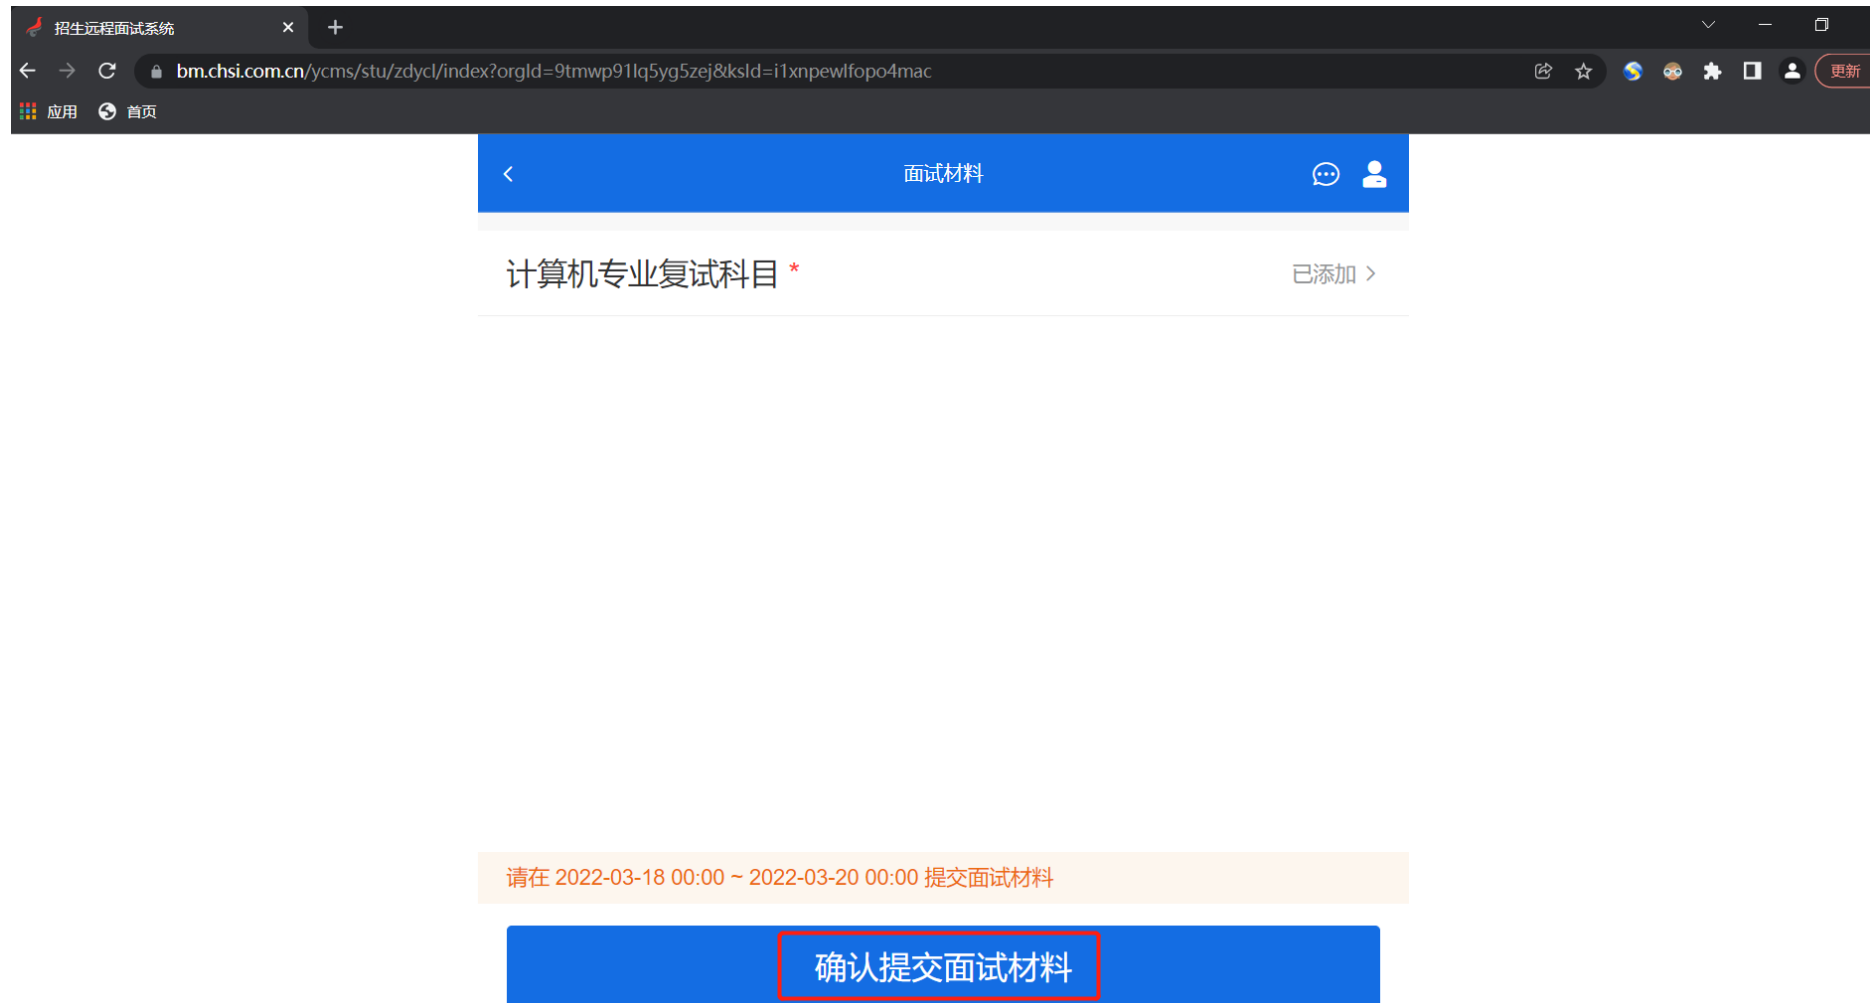 招生远程面试系统
bm.chsi.com.cn/ycms/stu/zdycl/index?orgId=9tmwp91lq5yg5zej&ksId=i1xnpewlfopo4mac
更新
应用 首页
面试材料
计算机专业复试科目 * 已添加
请在 2022-03-18 00:00 ~ 2022-03-20 00:00 提交面试材料
确认提交面试材料